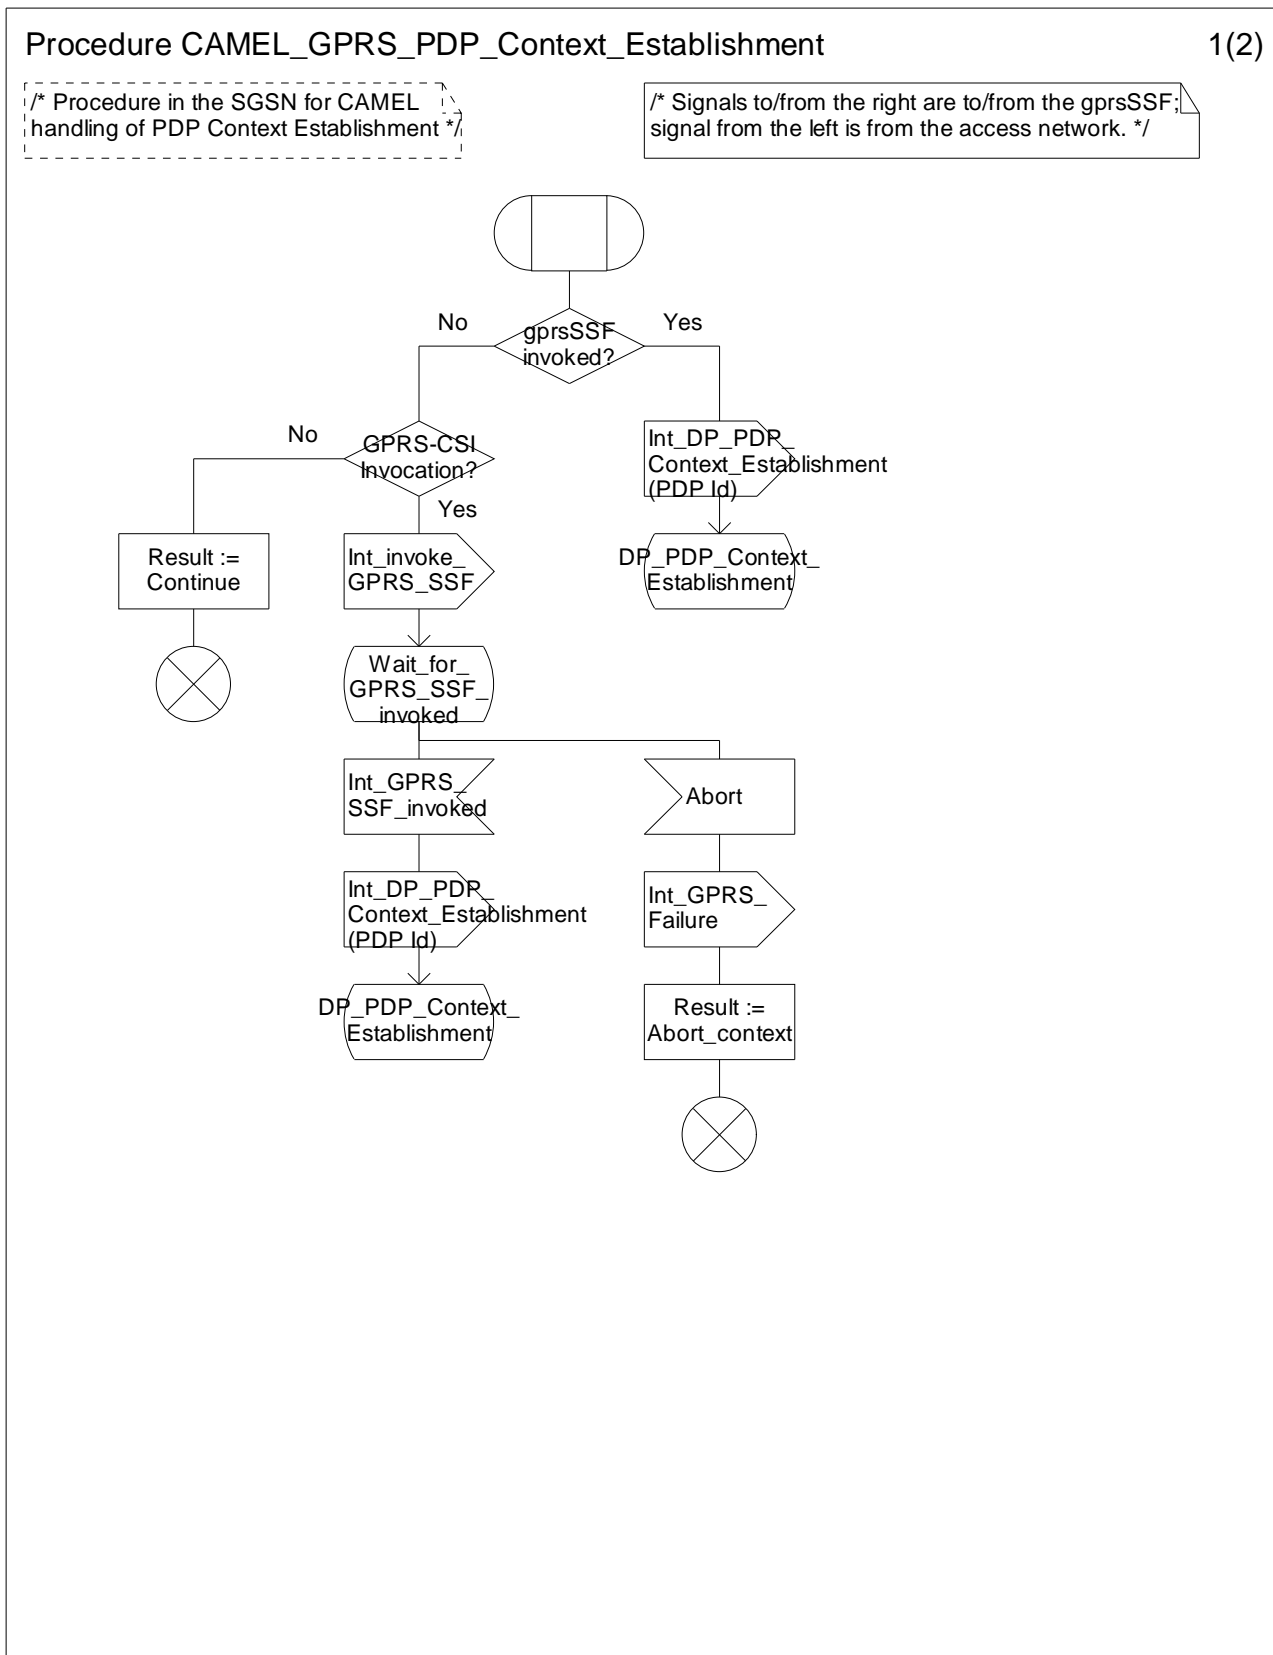 Procedure CAMEL_GPRS_PDP_Context_Establishment
1(2)
/* Procedure in the SGSN for CAMEL
handling of PDP Context Establishment */
/* Signals to/from the right are to/from the gprsSSF;
signal from the left is from the access network. */
No
gprsSSF
invoked?
Yes
No
GPRS-CSI
Invocation?
Yes
Int_DP_PDP_
Context_Establishment
(PDP Id)
Result :=
Continue
Int_invoke_
GPRS_SSF
DP_PDP_Context_
Establishment
Wait_for_
GPRS_SSF_
invoked
Int_GPRS_
SSF_invoked
Abort
Int_DP_PDP_
Context_Establishment
(PDP Id)
Int_GPRS_
Failure
DP_PDP_Context_
Establishment
Result :=
Abort_context